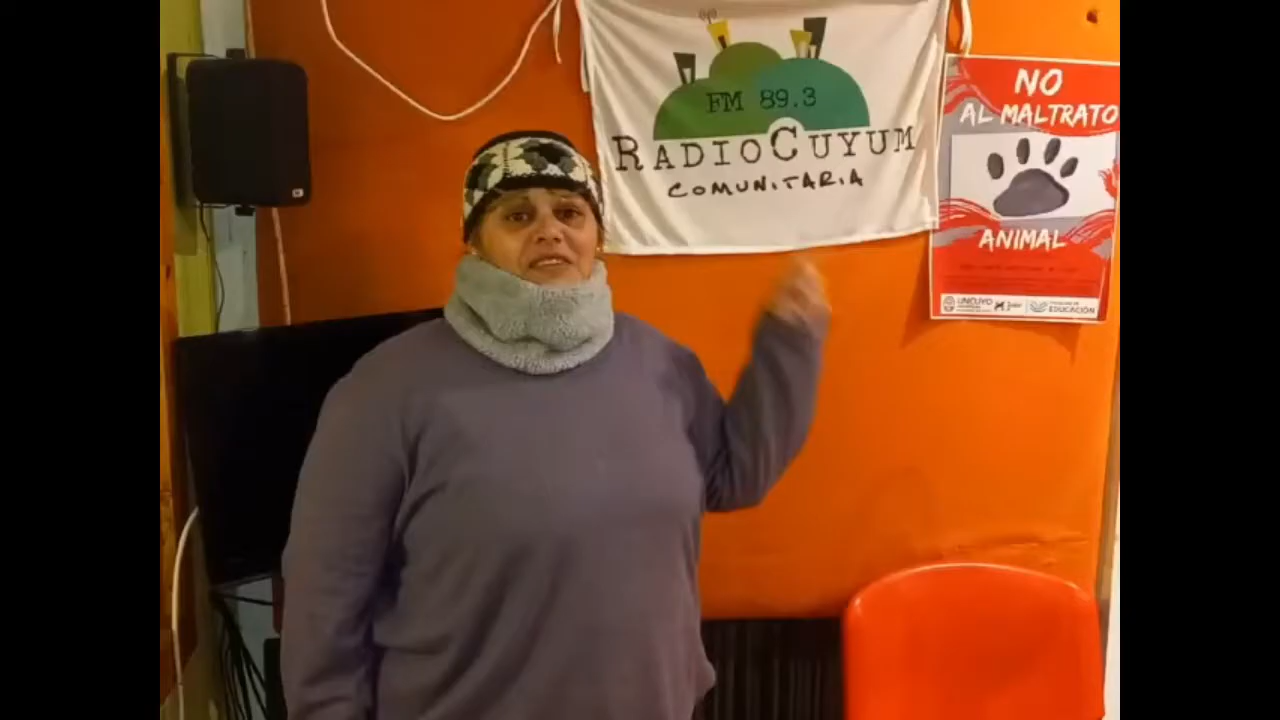 FM 89.3
RADIO CUYUM
COMUNITARIA
NO
AL MALTRATO
ANIMAL
UNCUYO
EDUCACIÓN